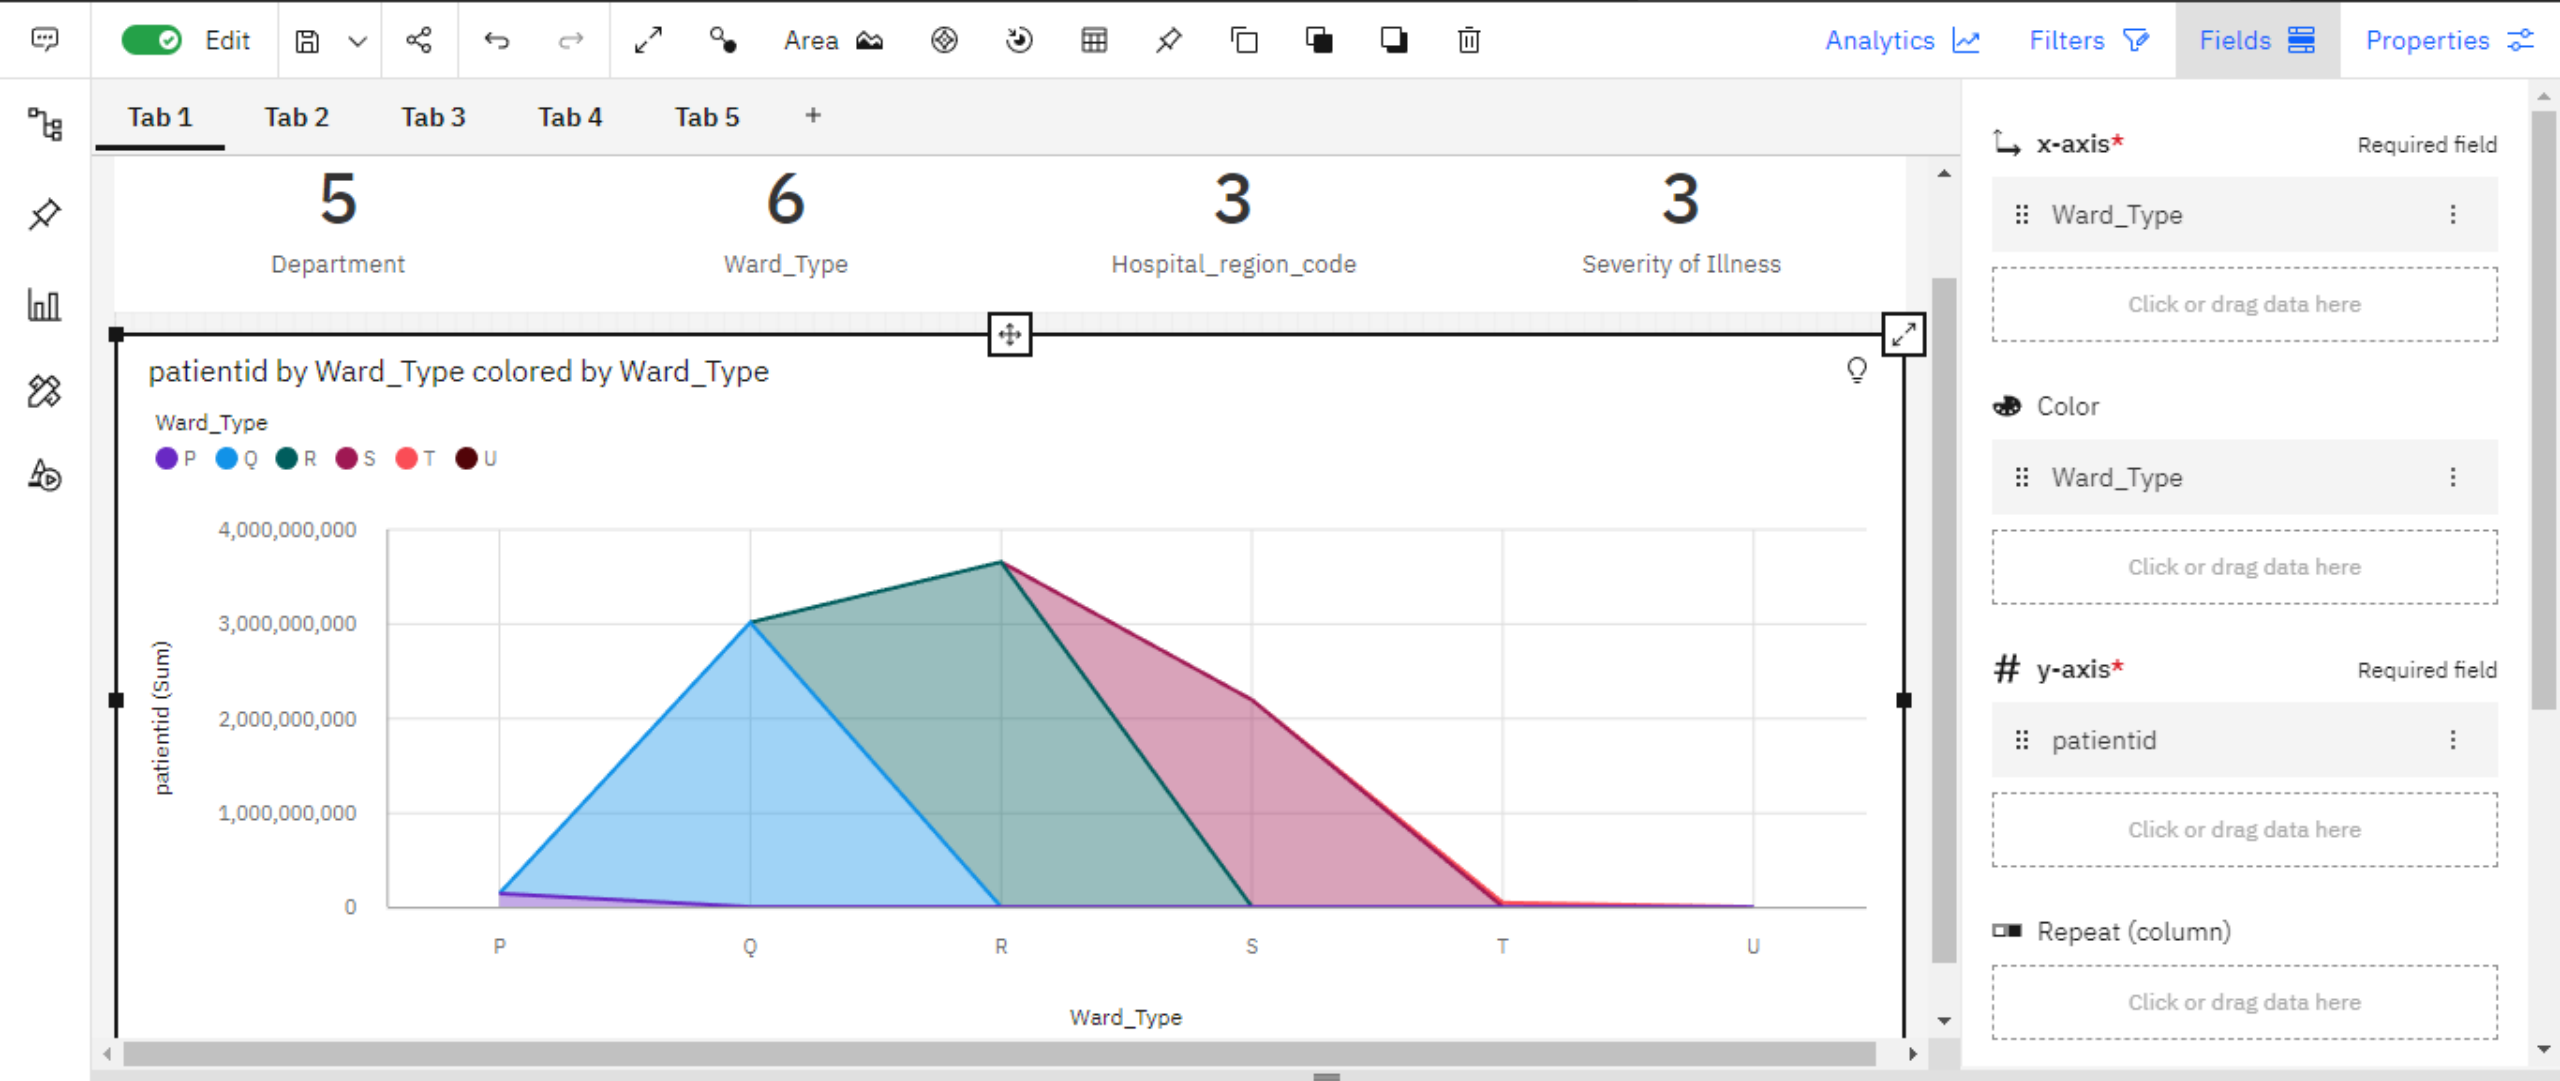 Edit Area Analytics Filters Fields Properties
Tab 1 Tab 2 Tab 3 Tab 4 Tab 5 +
5 6 3 3
Department Ward_Type Hospital_region_code Severity of Illness
patientid by Ward_Type colored by Ward_Type
Ward_Type
P Q R S T U
4,000,000,000
3,000,000,000
2,000,000,000
1,000,000,000
0
patientid (Sum)
P Q R S T U
Ward_Type
x-axis* Required field
Ward_Type
Click or drag data here
Color
Ward_Type
Click or drag data here
# y-axis* Required field
patientid
Click or drag data here
Repeat (column)
Click or drag data here